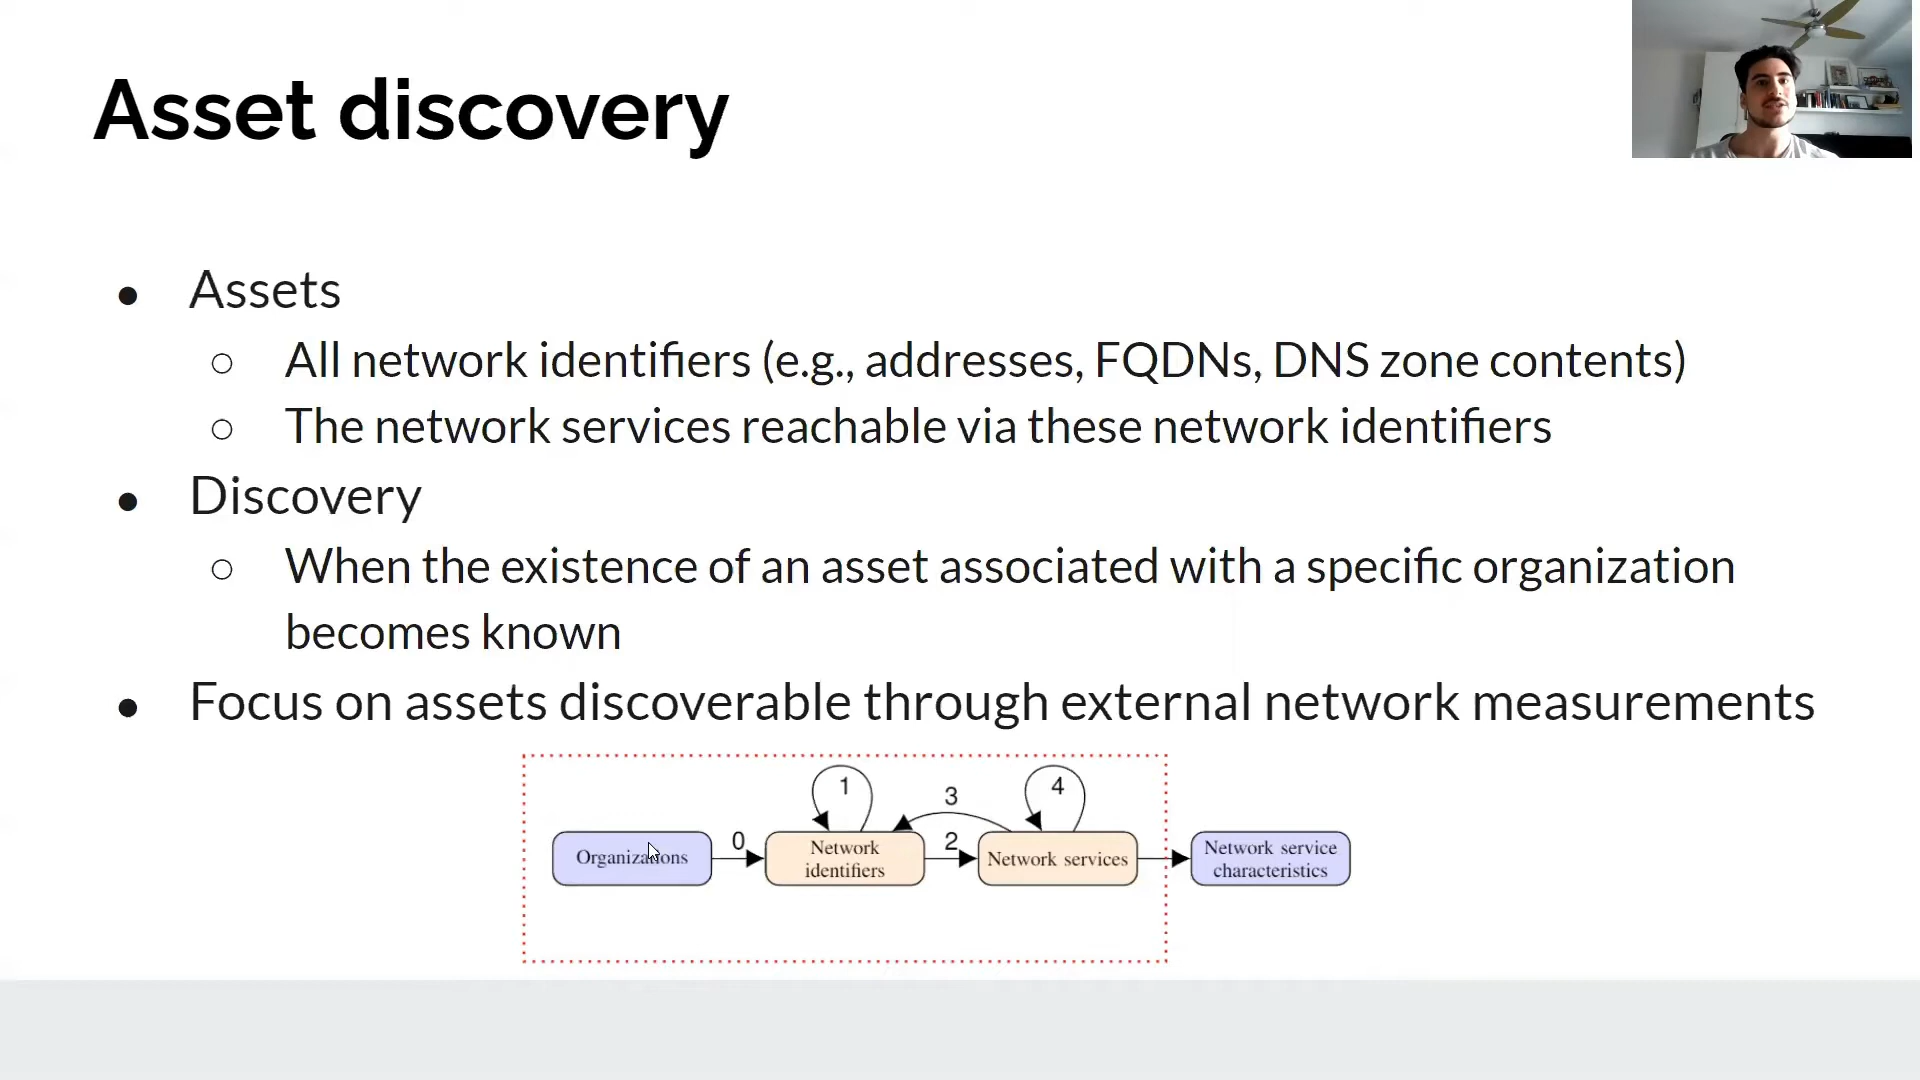 Asset discovery
● Assets
○ All network identifiers (e.g., addresses, FQDNs, DNS zone contents)
○ The network services reachable via these network identifiers
● Discovery
○ When the existence of an asset associated with a specific organization
becomes known
● Focus on assets discoverable through external network measurements
1
3
4
0
2
Organizations
Network
identifiers
Network services
Network service
characteristics